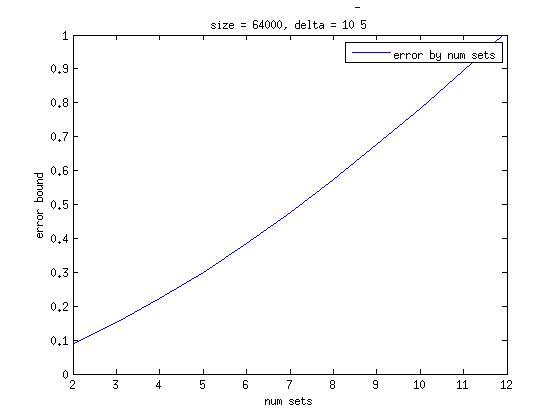 size = 64000, delta = 10_5
error by num sets
1
0.9
0.8
0.7
0.6
0.5
0.4
0.3
0.2
0.1
0
error bound
2 3 4 5 6 7 8 9 10 11 12
num sets